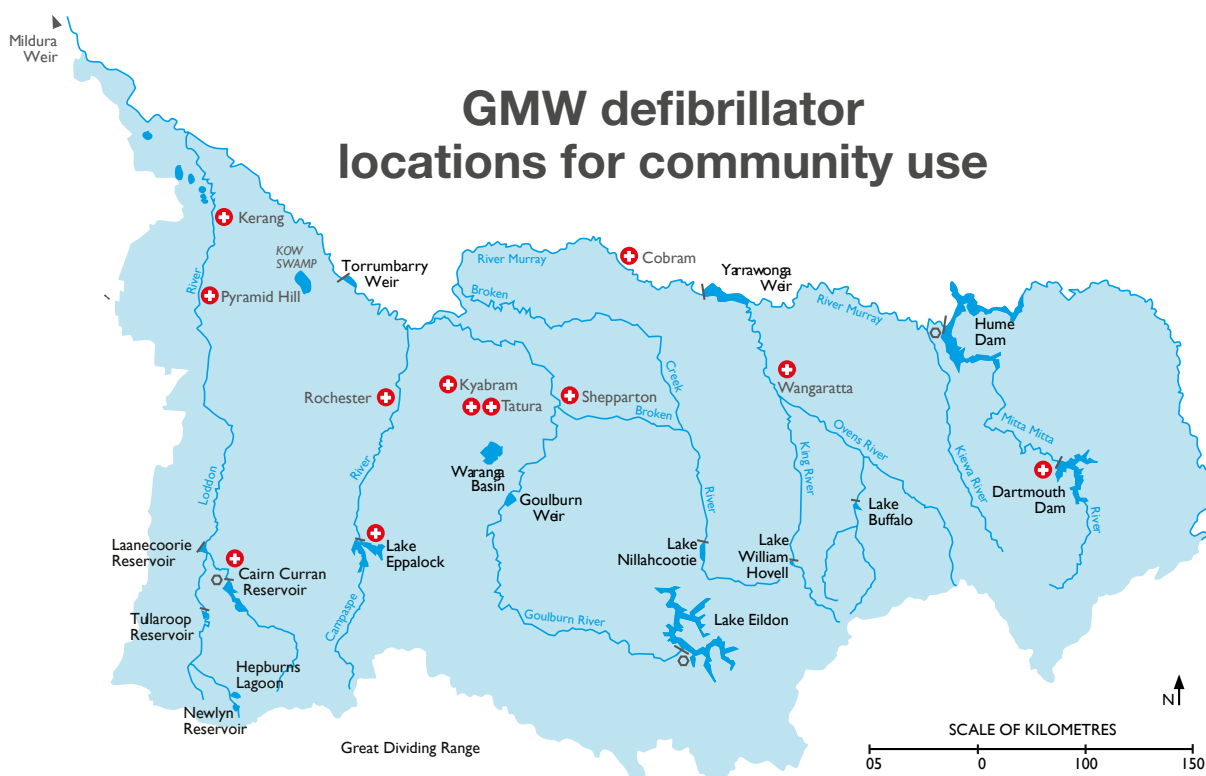 Mildura
Weir
GMW defibrillator
locations for community use
Kerang
KOW
SWAMP
Torrumbarry
Weir
River Murray
Cobram
Yarrawonga
Weir
River
Pyramid Hill
Broken
River Murray
Hume
Dam
Creek
Rochester
Kyabram
Tatura
Shepparton
Wangaratta
Broken
Mitta Mitta
Ovens River
King River
Kiewa River
River
Loddon
Waranga
Basin
Goulburn
Weir
River
Lake
Buffalo
Dartmouth
Dam
River
Laanecoorie
Reservoir
Lake
Eppalock
Lake
Nillahcootie
Lake
William
Hovell
Cairn Curran
Reservoir
Tullaroop
Reservoir
Campaspe
Goulburn River
Lake Eildon
Hepburns
Lagoon
Newlyn
Reservoir
Great Dividing Range
N
SCALE OF KILOMETRES
05 0 100 150